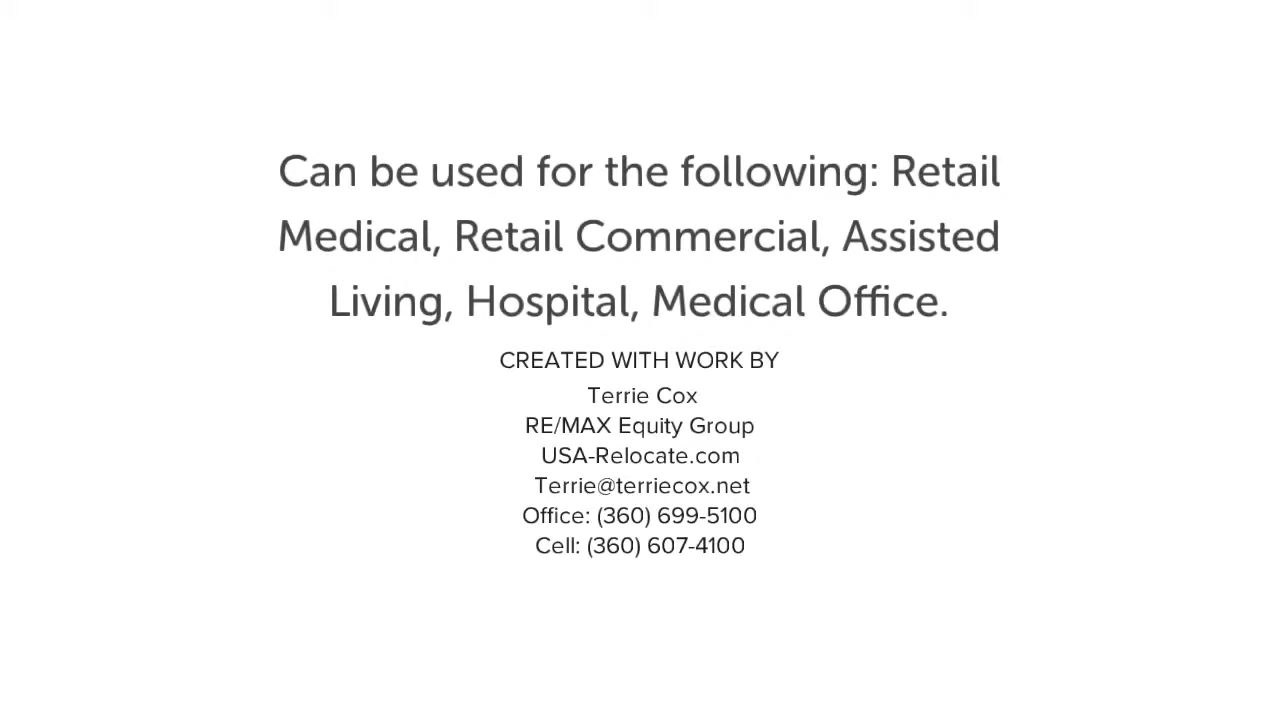 Can be used for the following: Retail
Medical, Retail Commercial, Assisted
Living, Hospital, Medical Office.
CREATED WITH WORK BY
Terrie Cox
RE/MAX Equity Group
USA-Relocate.com
Terrie@terriecox.net
Office: (360) 699-5100
Cell: (360) 607-4100